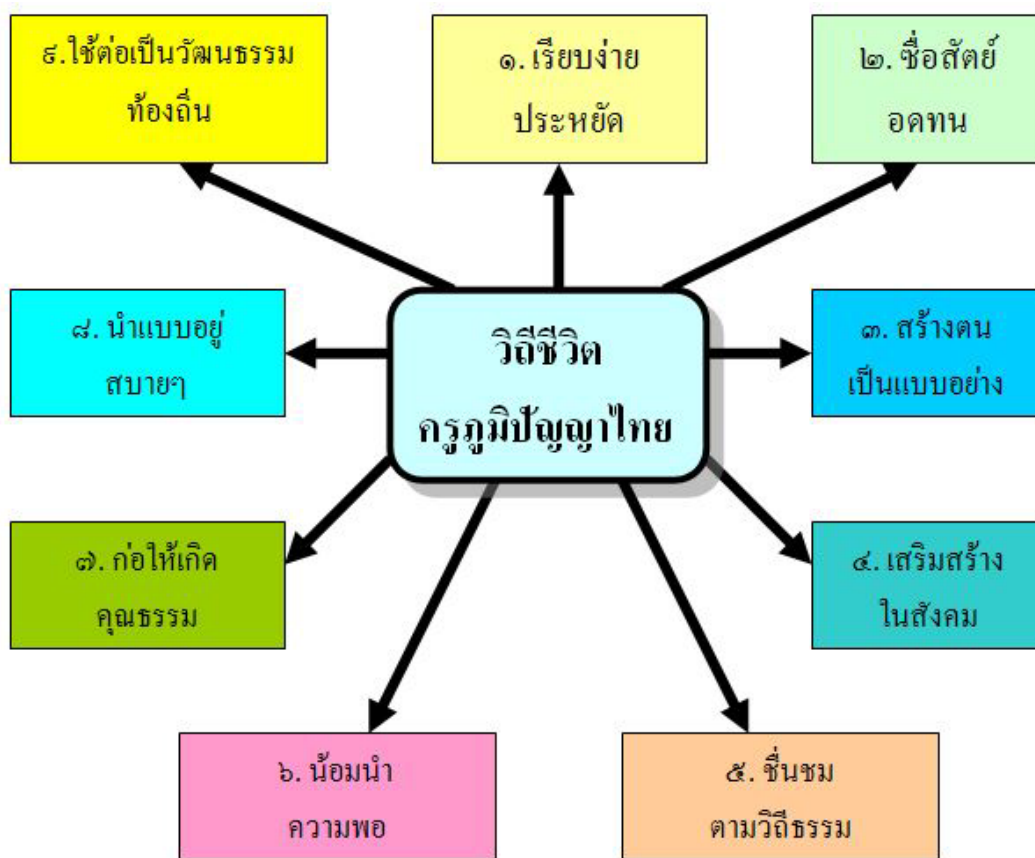 วิถีชีวิต
ครูภูมิปัญญาไทย
๑. เรียบง่าย
ประหยัด
๒. ซื่อสัตย์
อดทน
๓. สร้างตน
เป็นแบบอย่าง
๔. เสริมสร้าง
ในสังคม
๕. ชื่นชม
ตามวิถีธรรม
๖. น้อมนำ
ความพอ
๗. ก่อให้เกิด
คุณธรรม
๘. นำแบบอยู่
สบายๆ
๙.ใช้ต่อเป็นวัฒนธรรม
ท้องถิ่น